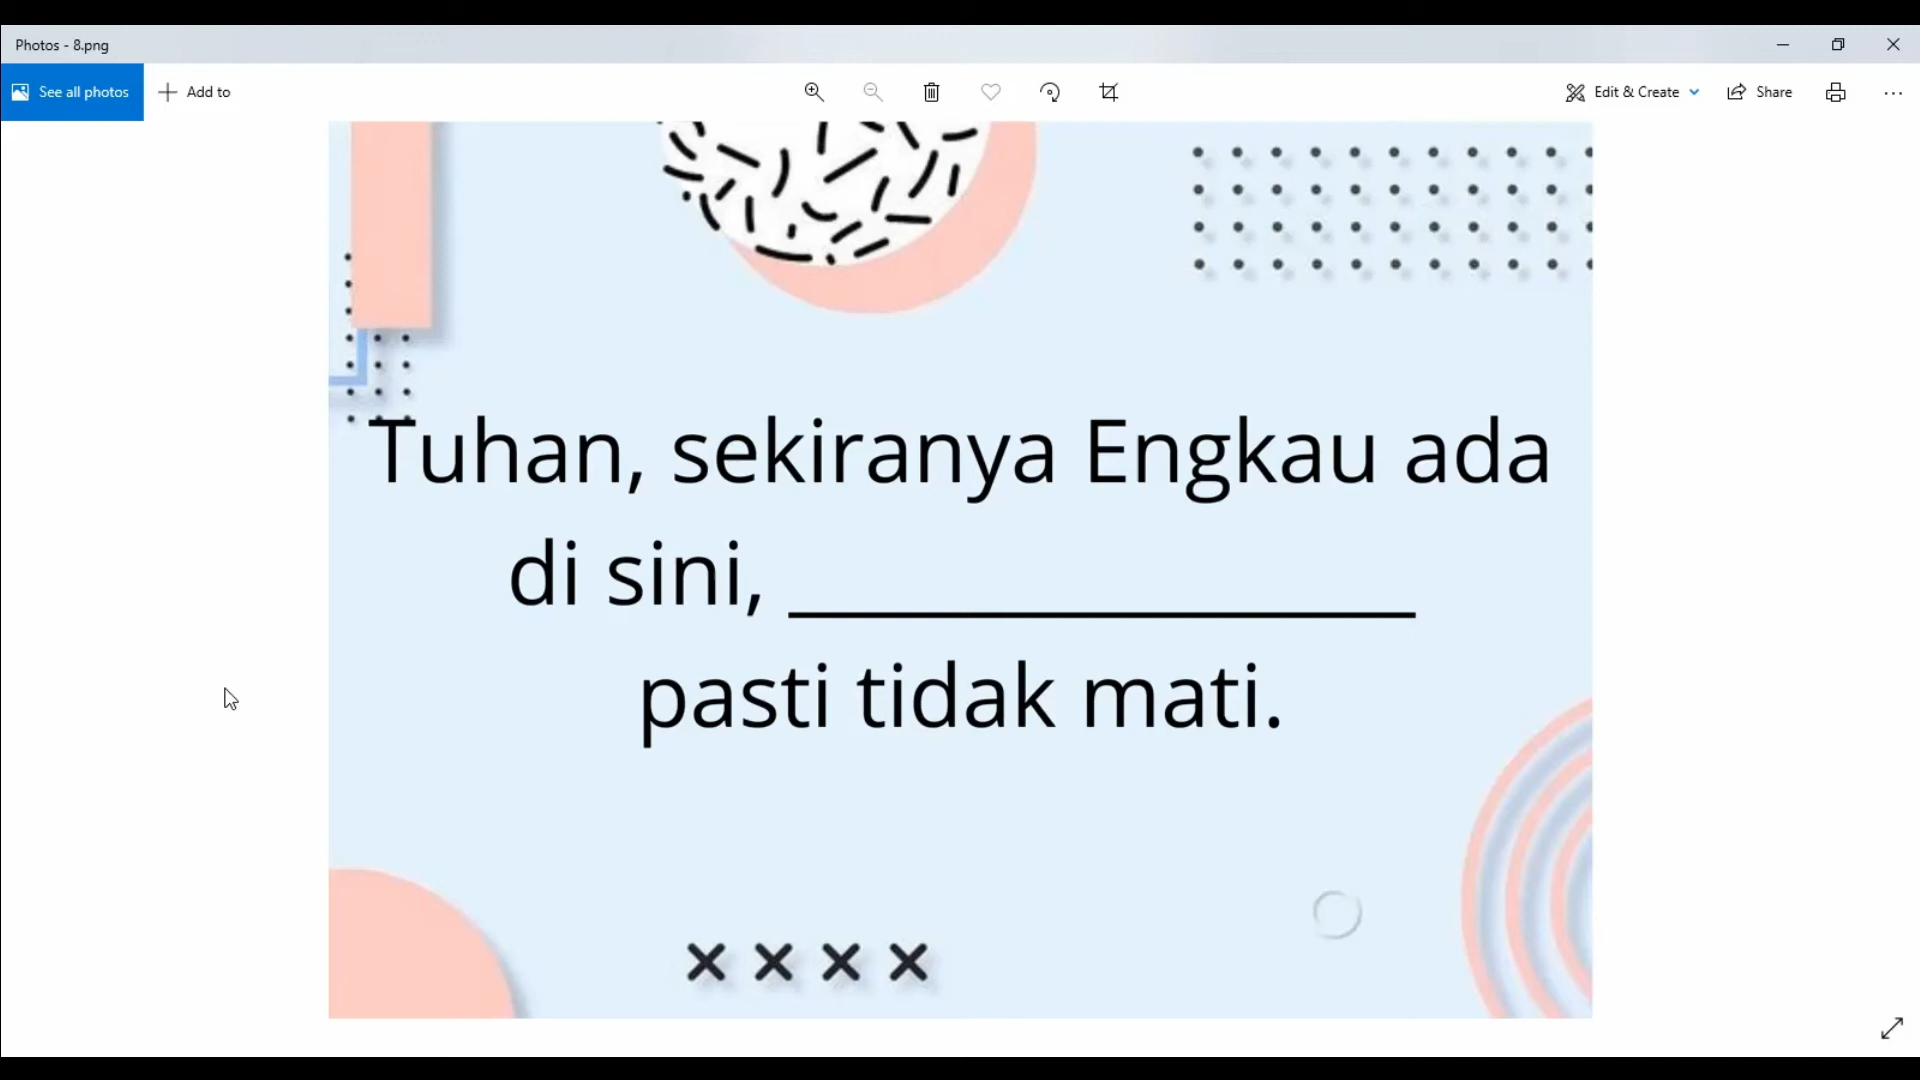 Photos - 8.png
See all photos
Add to
Edit & Create
Share
Tuhan, sekiranya Engkau ada
di sini, ________________
pasti tidak mati.